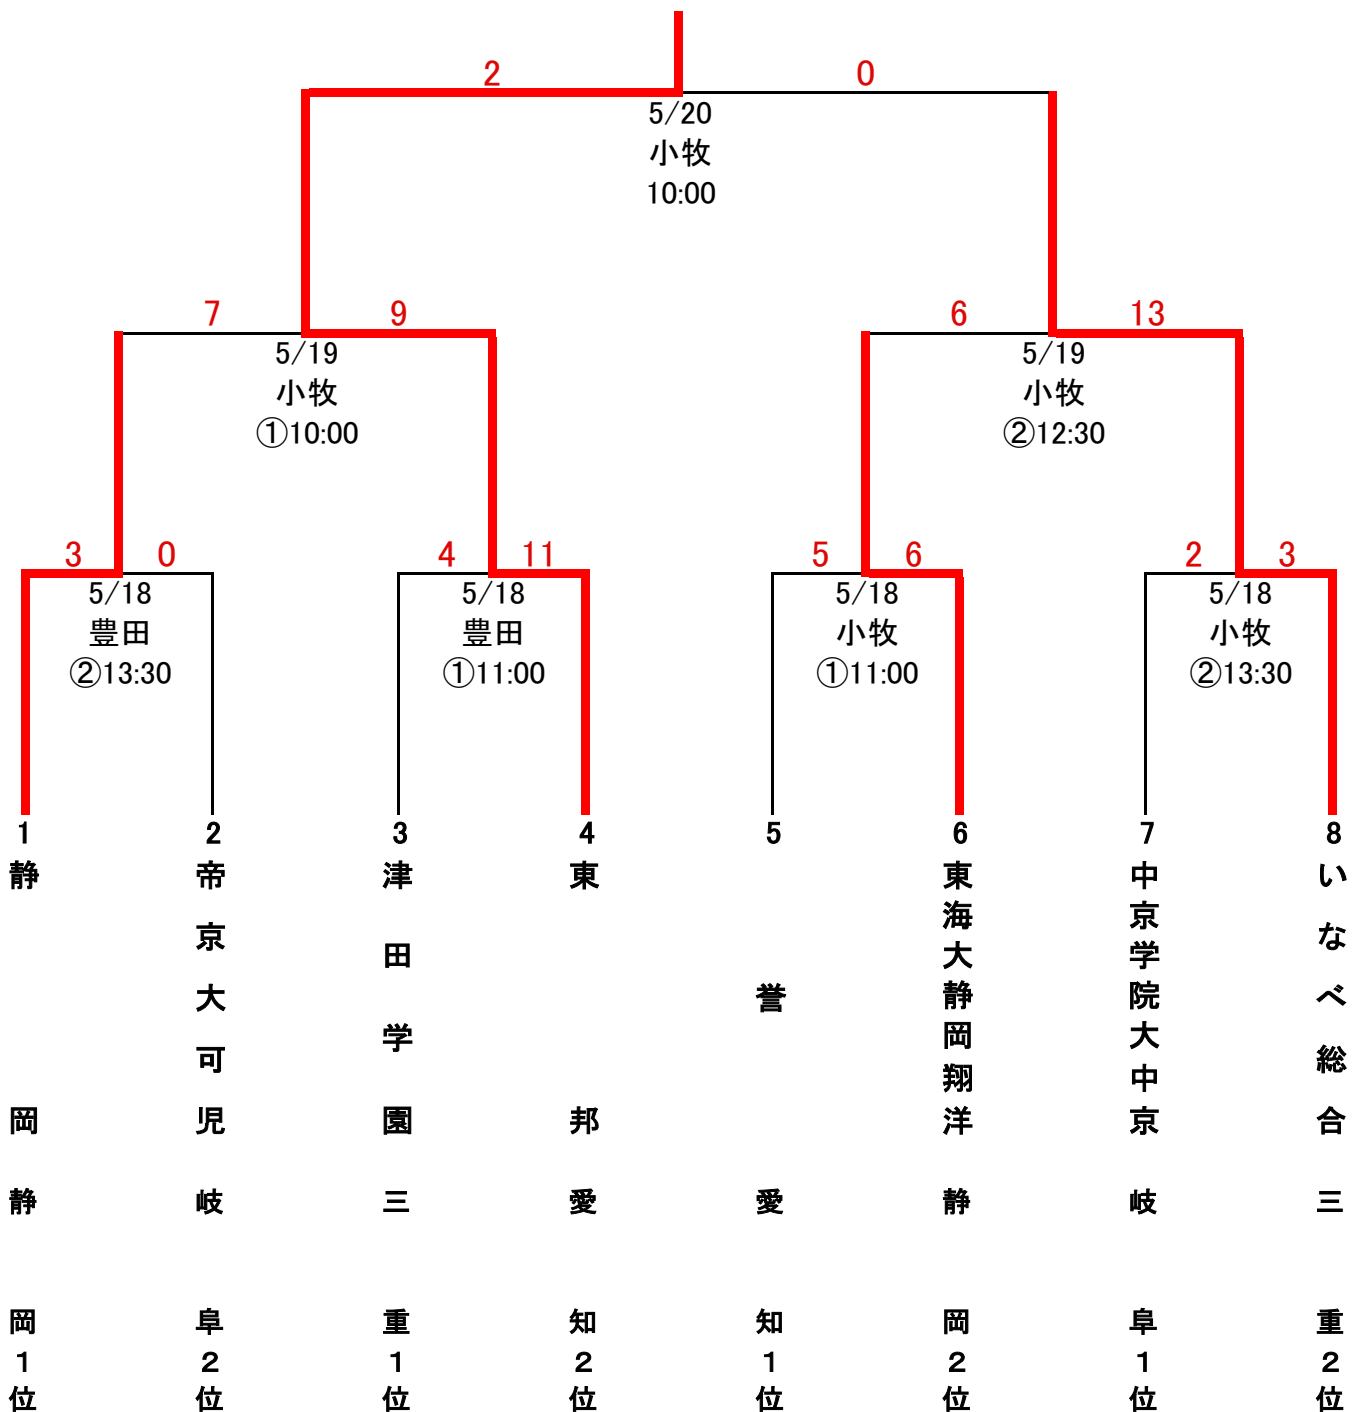 2
0
5/20
小牧
10:00
7
9
6
13
5/19
小牧
①10:00
5/19
小牧
②12:30
3
0
4
11
5
6
2
3
5/18
豊田
②13:30
5/18
豊田
①11:00
5/18
小牧
①11:00
5/18
小牧
②13:30
1
静岡
静岡1位
2
帝京大可児
岐阜2位
3
津田学園
三重1位
4
東邦
愛知2位
5
誉
愛知1位
6
東海大静岡翔洋
静岡2位
7
中京学院大中京
岐阜1位
8
いなべ総合
三重2位